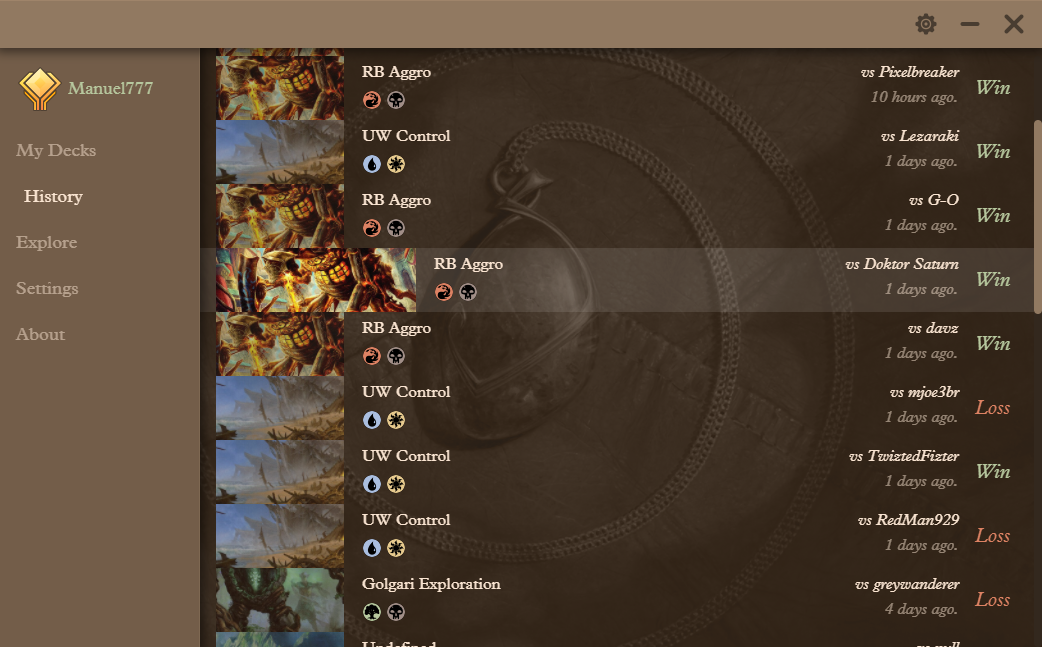 Manuel777
My Decks
History
Explore
Settings
About
RB Aggro
vs Pixelbreaker
10 hours ago.
Win
UW Control
vs Lezaraki
1 days ago.
Win
RB Aggro
vs G-O
1 days ago.
Win
RB Aggro
vs Doktor Saturn
1 days ago.
Win
RB Aggro
vs davz
1 days ago.
Win
UW Control
vs mjoe3br
1 days ago.
Loss
UW Control
vs TwiztedFizter
1 days ago.
Win
UW Control
vs RedMan929
1 days ago.
Loss
Golgari Exploration
vs greywanderer
4 days ago.
Loss
Undefined
vs null